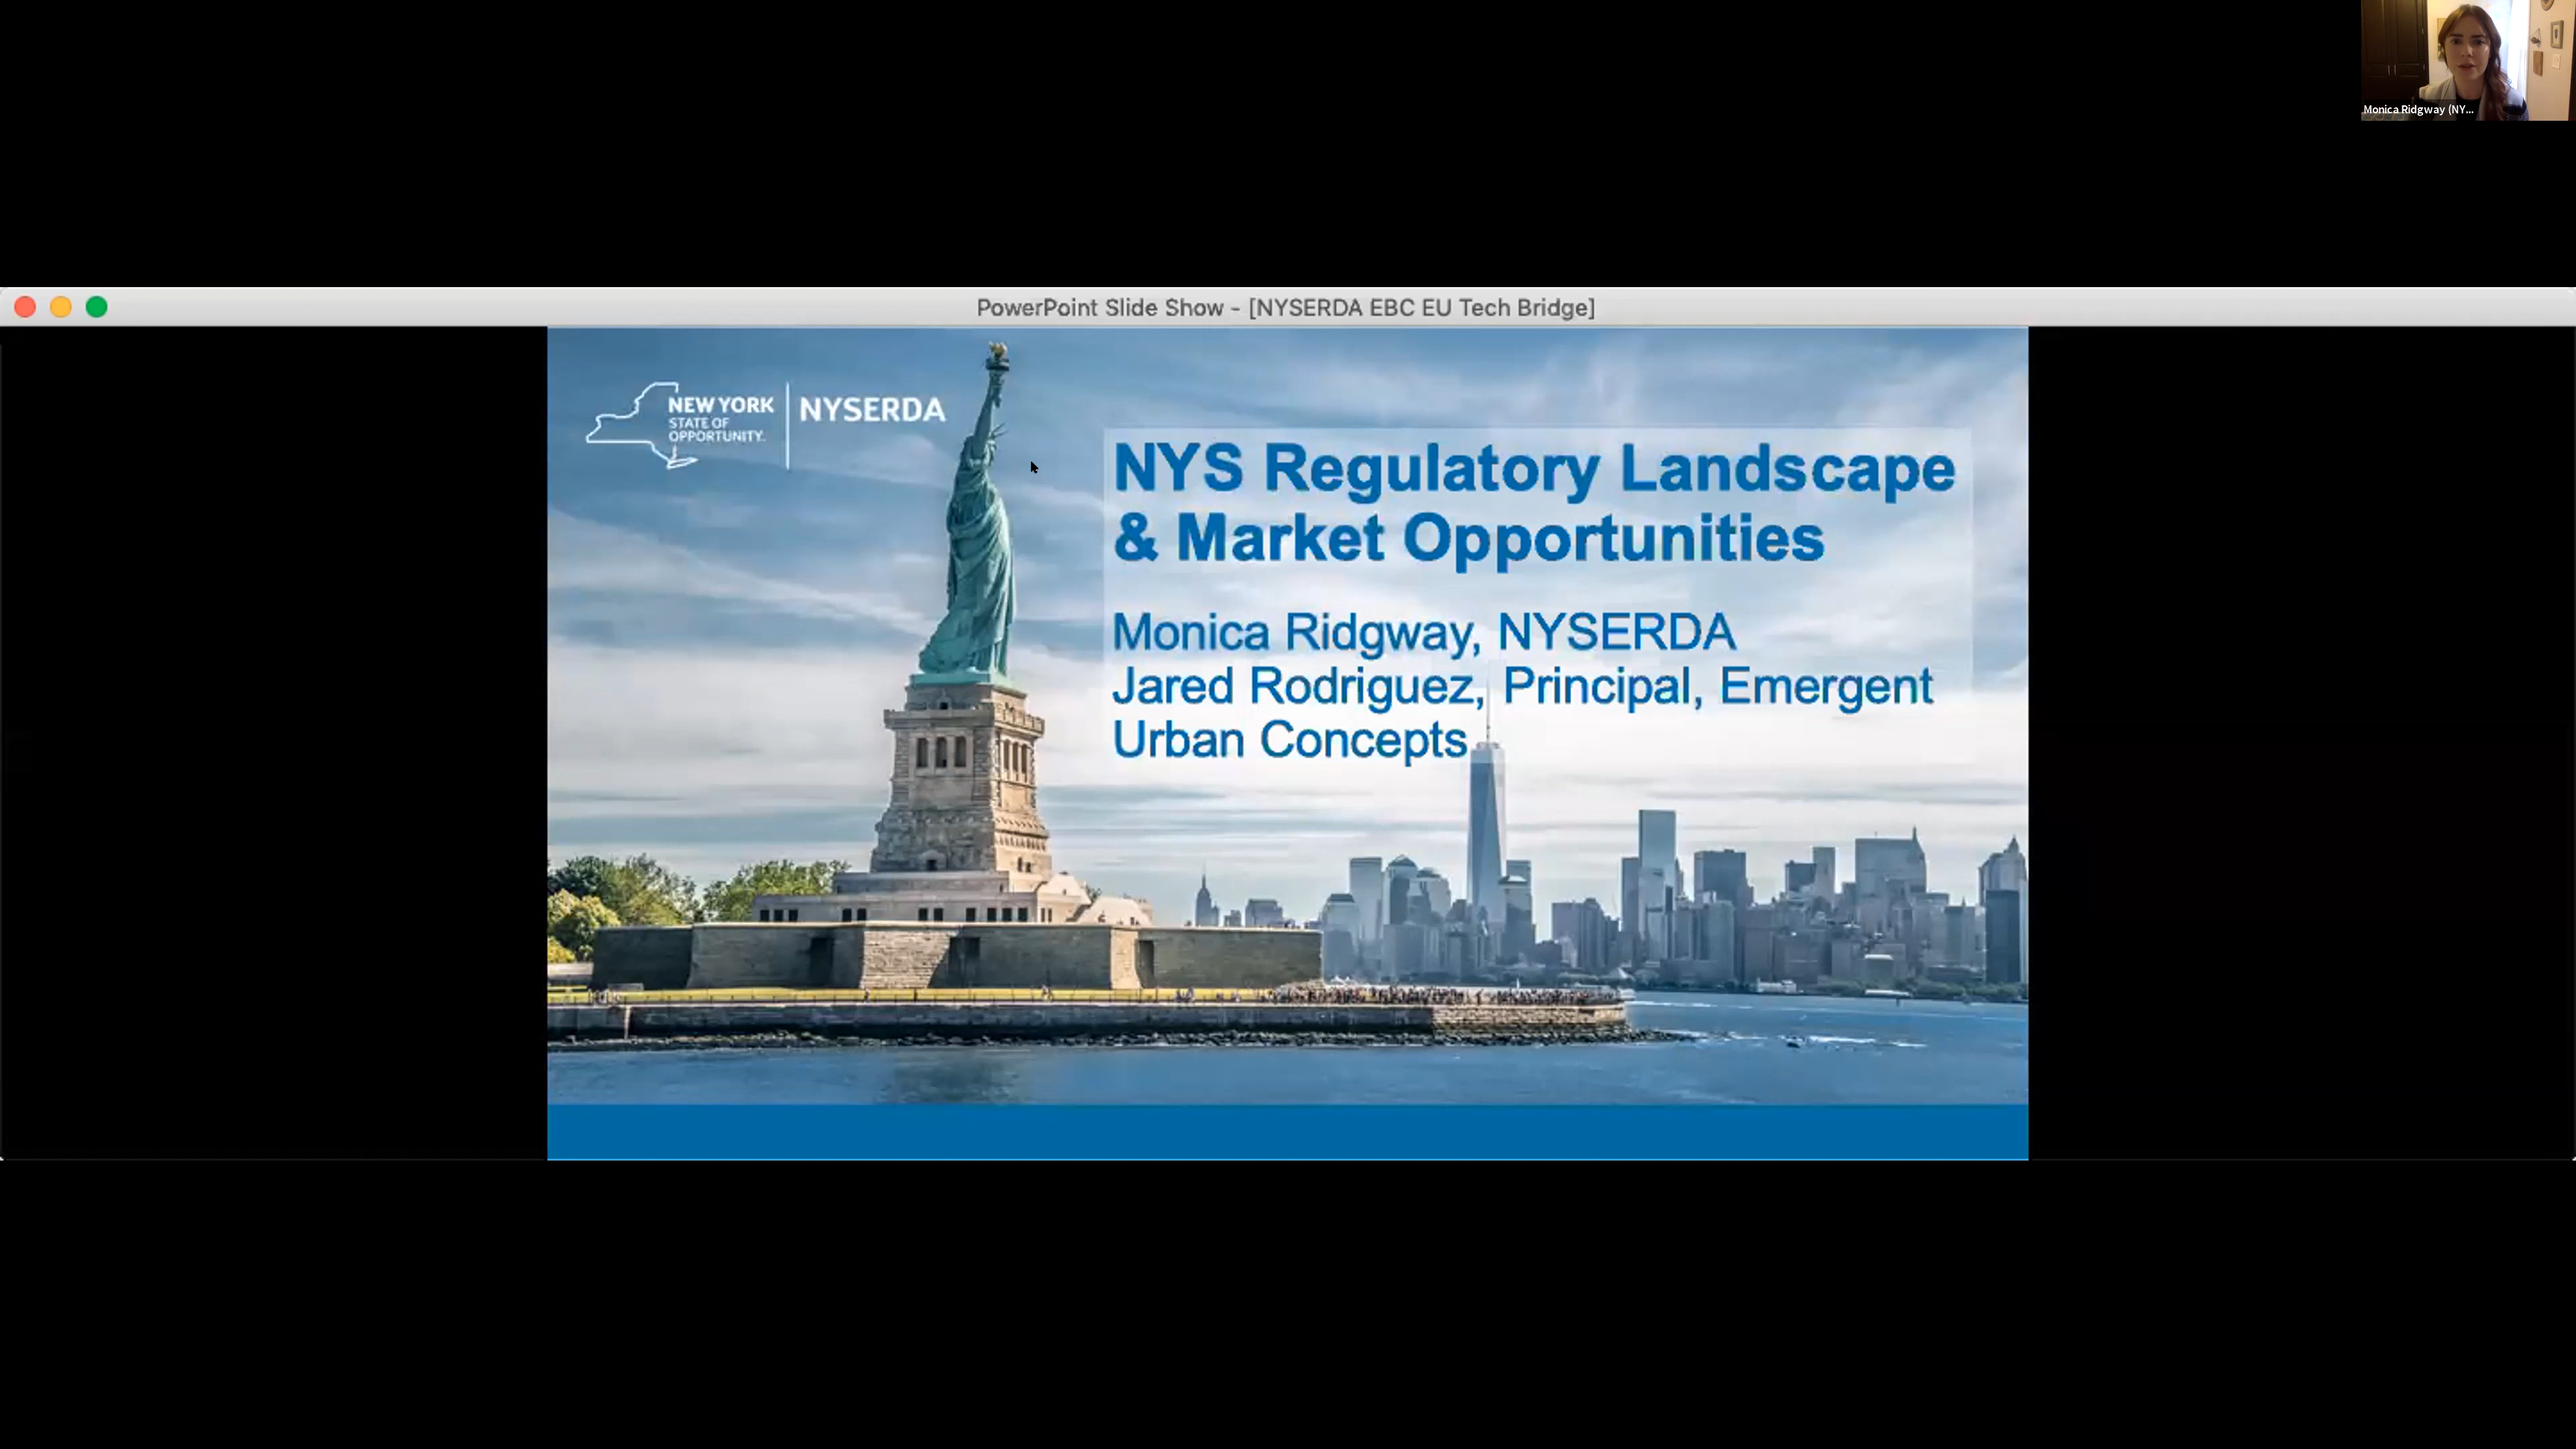 Monica Ridgway (NY...
PowerPoint Slide Show - [NYSERDA EBC EU Tech Bridge]
NEW YORK
STATE OF
OPPORTUNITY.
NYSERDA
NYS Regulatory Landscape
& Market Opportunities
Monica Ridgway, NYSERDA
Jared Rodriguez, Principal, Emergent
Urban Concepts